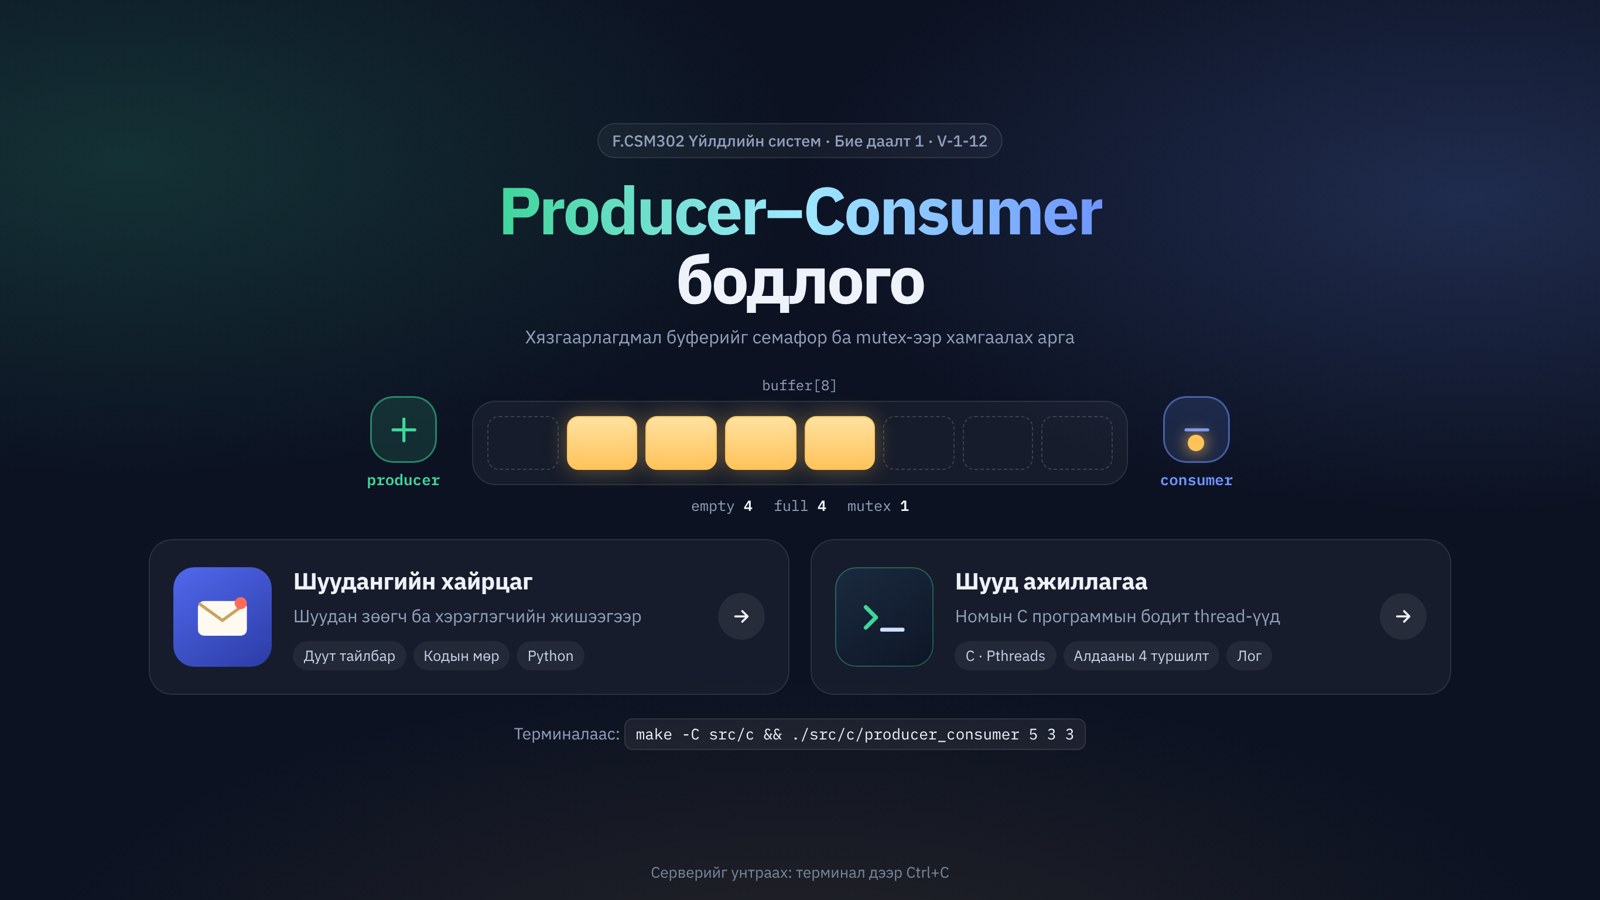 F.CSM302 Үйлдлийн систем · Бие даалт 1 · V-1-12
Producer–Consumer
бодлого
Хязгаарлагдмал буферийг семафор ба mutex-ээр хамгаалах арга
buffer[8]
producer
consumer
empty 4 full 4 mutex 1
Шуудангийн хайрцаг
Шуудан зөөгч ба хэрэглэгчийн жишээгээр
Дуут тайлбар
Кодын мөр
Python
Шууд ажиллагаа
Номын C программын бодит thread-үүд
C · Pthreads
Алдааны 4 туршилт
Лог
Терминалаас: make -C src/c && ./src/c/producer_consumer 5 3 3
Серверийг унтраах: терминал дээр Ctrl+C